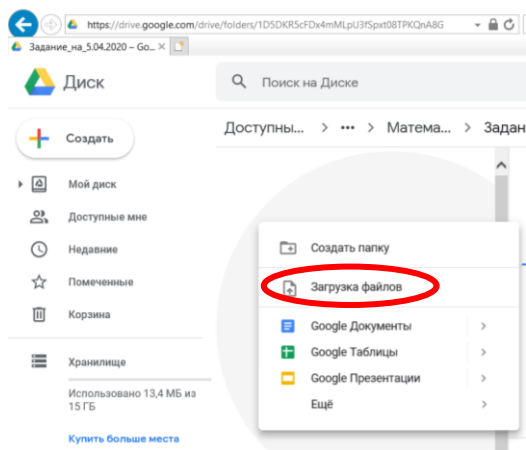 https://drive.google.com/drive/folders/1D5DKR5cFDx4mMLpU3fSpxt08TPKQnA8G
Задание_на_5.04.2020 – Go...
Диск
Поиск на Диске
Создать
Доступны... > ••• > Матема... > Задан
Мой диск
Доступные мне
Недавние
Помеченные
Корзина
Хранилище
Использовано 13,4 МБ из
15 ГБ
Купить больше места
Создать папку
Загрузка файлов
Google Документы
Google Таблицы
Google Презентации
Ещё